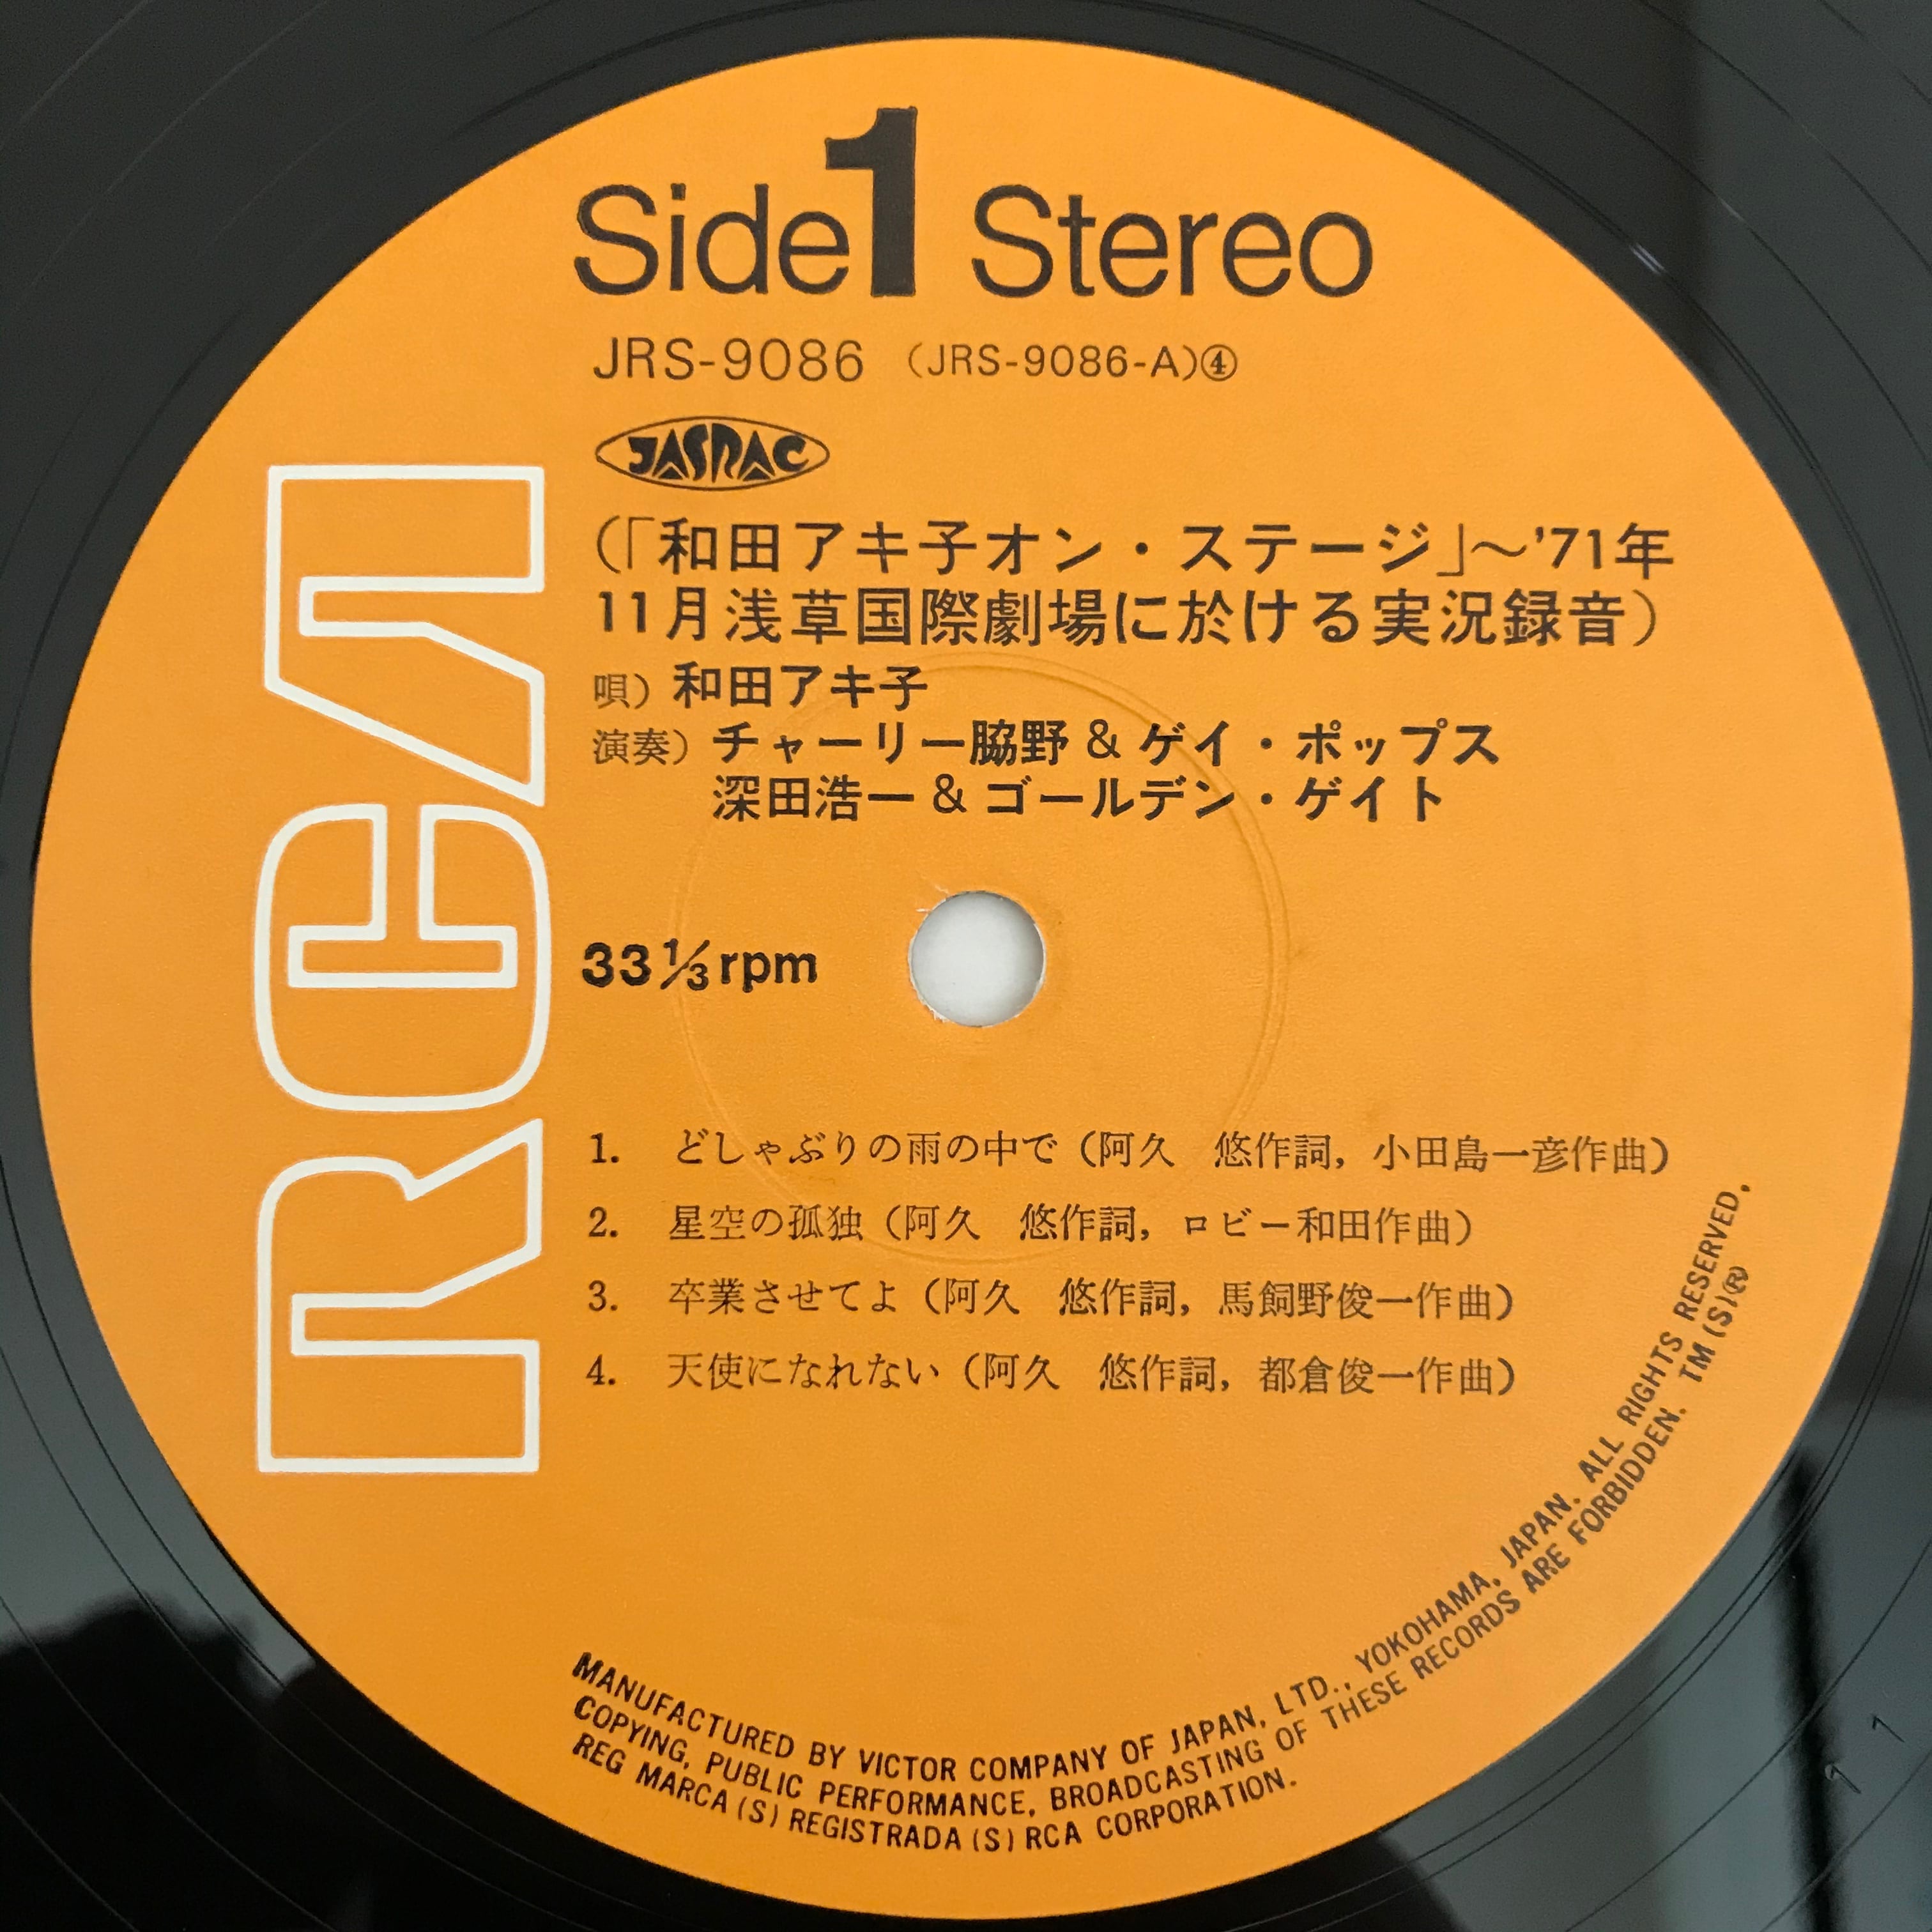 Side 1 Stereo
JRS-9086 （JRS-9086-A）④
JASRAC
（「和田アキ子オン・ステージ」〜'71年
11月浅草国際劇場に於ける実況録音）
唄）和田アキ子
演奏）チャーリー脇野 & ゲイ・ポップス
深田浩一 & ゴールデン・ゲイト
RCA
33 1/3 rpm
1. どしゃぶりの雨の中で（阿久　悠作詞，小田島一彦作曲）
2. 星空の孤独（阿久　悠作詞，ロビー和田作曲）
3. 卒業させてよ（阿久　悠作詞，馬飼野俊一作曲）
4. 天使になれない（阿久　悠作詞，都倉俊一作曲）
MANUFACTURED BY VICTOR COMPANY OF JAPAN, LTD., YOKOHAMA, JAPAN. ALL RIGHTS RESERVED,
COPYING, PUBLIC PERFORMANCE, BROADCASTING OF THESE RECORDS ARE FORBIDDEN. TM(S)®
REG MARCA(S) REGISTRADA(S) RCA CORPORATION.